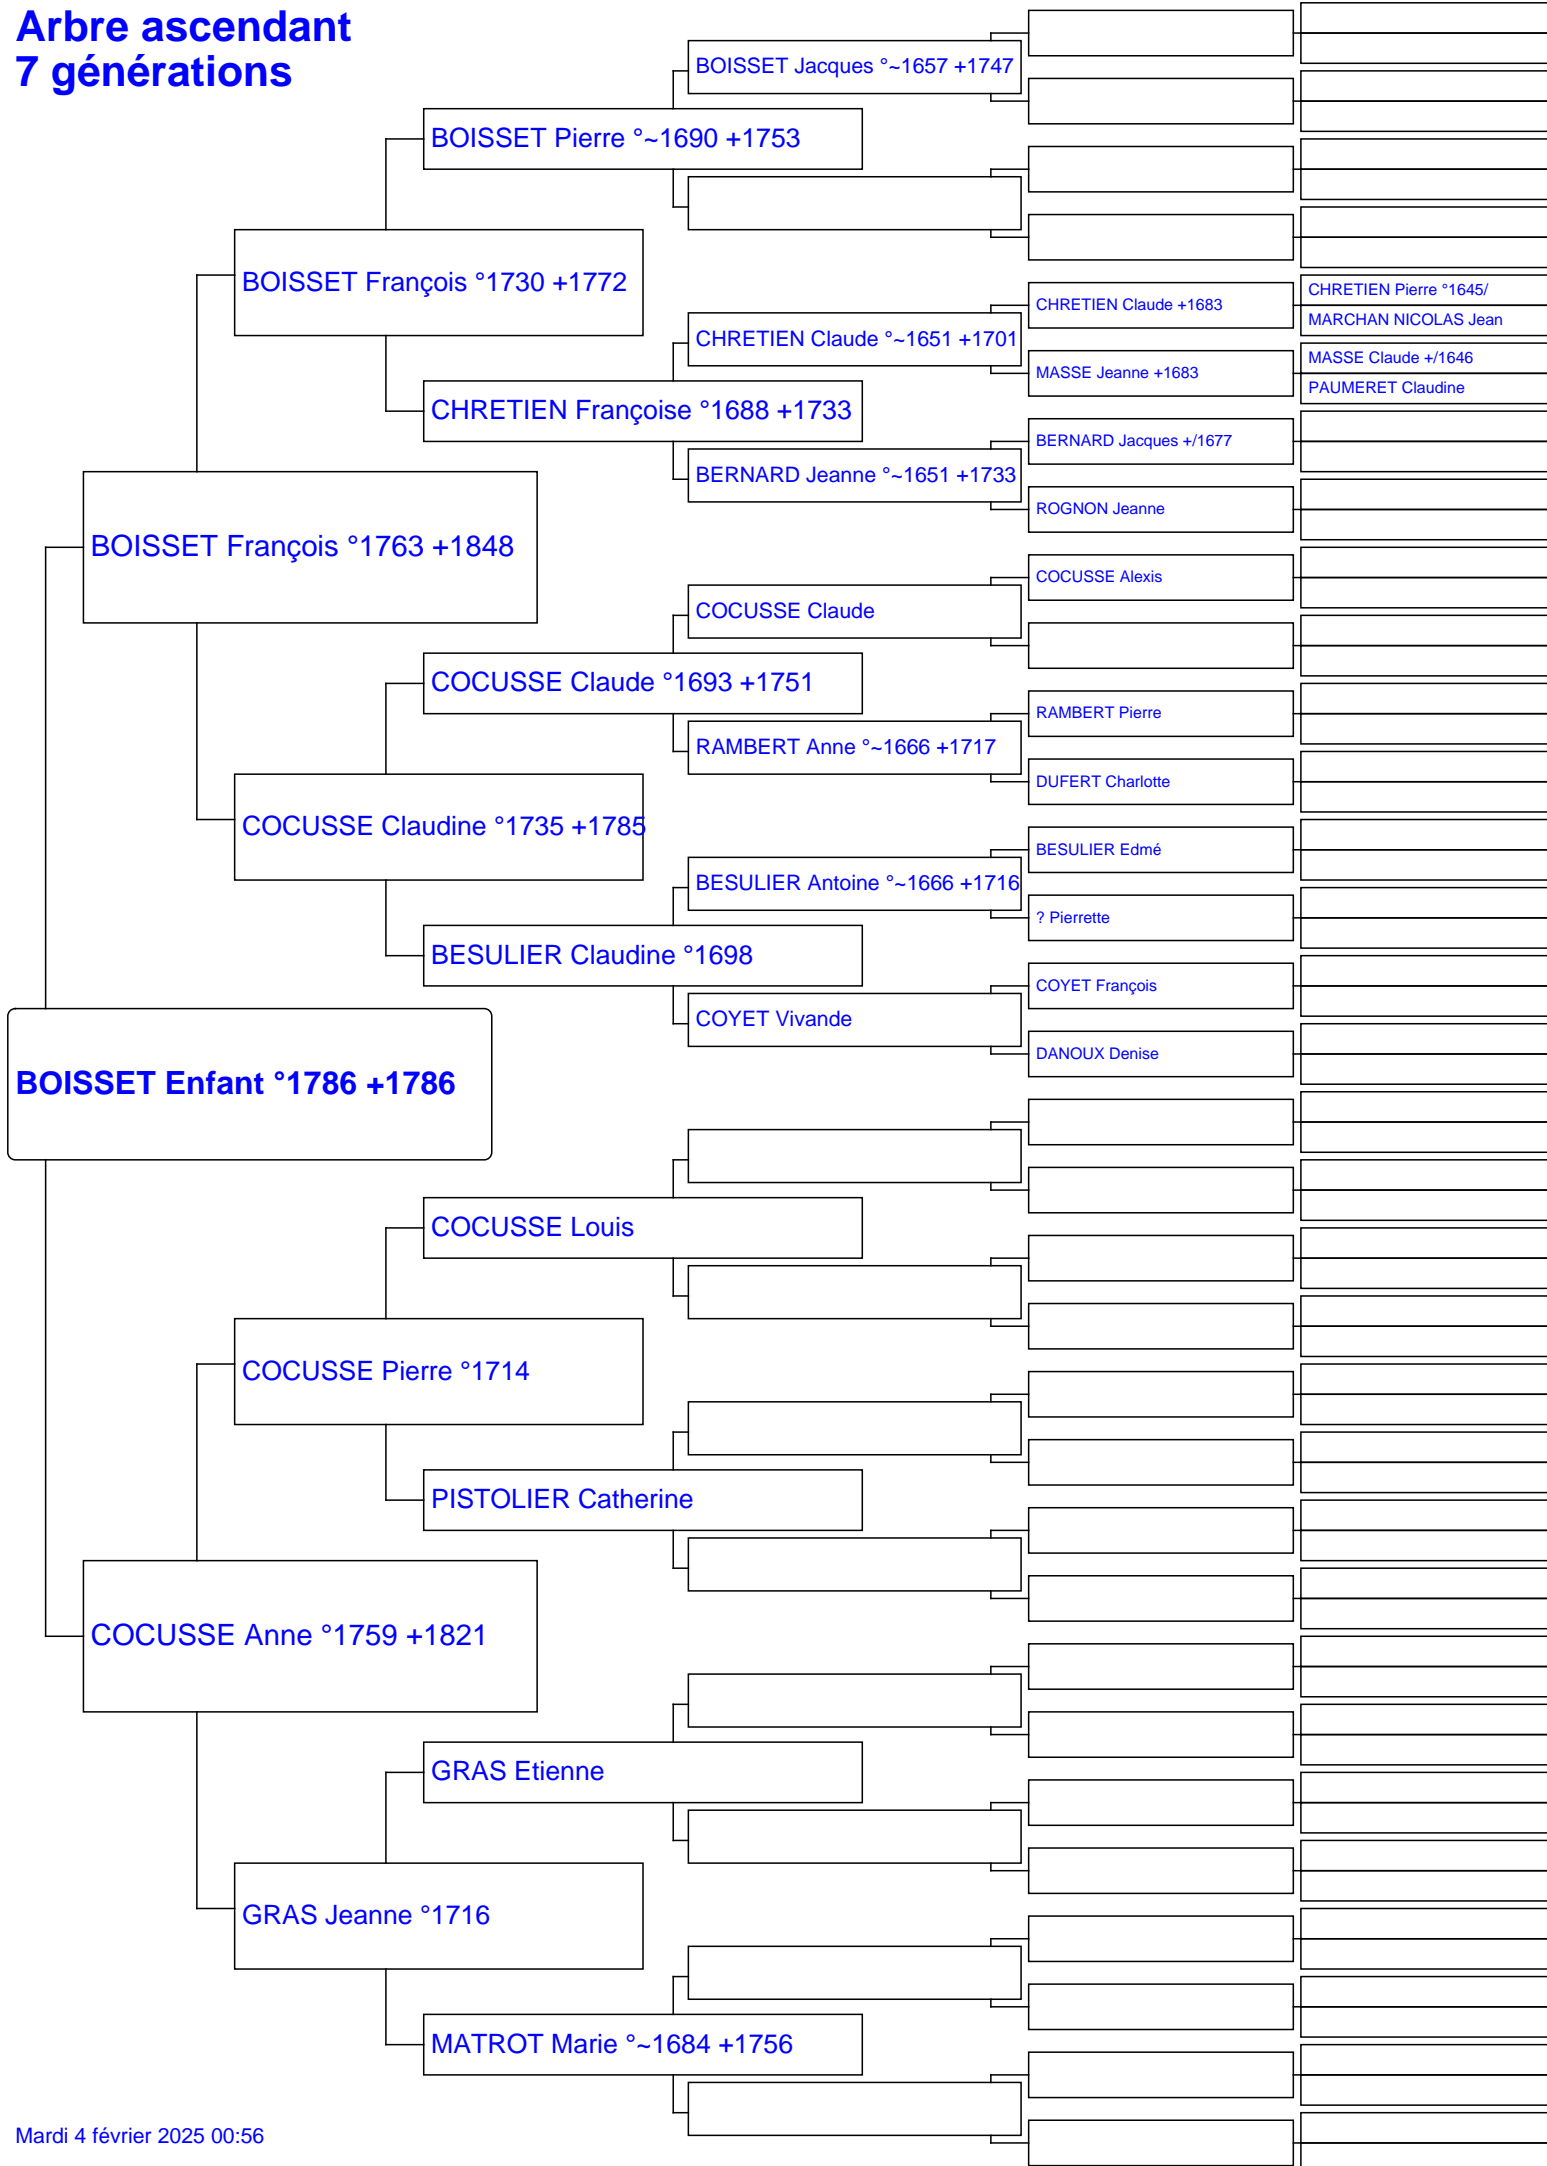 Arbre ascendant
7 générations
BOISSET Jacques °~1657 +1747
BOISSET Pierre °~1690 +1753
BOISSET François °1730 +1772
CHRETIEN Pierre °1645/
CHRETIEN Claude +1683
MARCHAN NICOLAS Jean
CHRETIEN Claude °~1651 +1701
MASSE Claude +/1646
MASSE Jeanne +1683
PAUMERET Claudine
CHRETIEN Françoise °1688 +1733
BERNARD Jacques +/1677
BERNARD Jeanne °~1651 +1733
ROGNON Jeanne
BOISSET François °1763 +1848
COCUSSE Alexis
COCUSSE Claude
COCUSSE Claude °1693 +1751
RAMBERT Pierre
RAMBERT Anne °~1666 +1717
DUFERT Charlotte
COCUSSE Claudine °1735 +1785
BESULIER Edmé
BESULIER Antoine °~1666 +1716
? Pierrette
BESULIER Claudine °1698
COYET François
COYET Vivande
DANOUX Denise
BOISSET Enfant °1786 +1786
COCUSSE Louis
COCUSSE Pierre °1714
PISTOLIER Catherine
COCUSSE Anne °1759 +1821
GRAS Etienne
GRAS Jeanne °1716
MATROT Marie °~1684 +1756
Mardi 4 février 2025 00:56